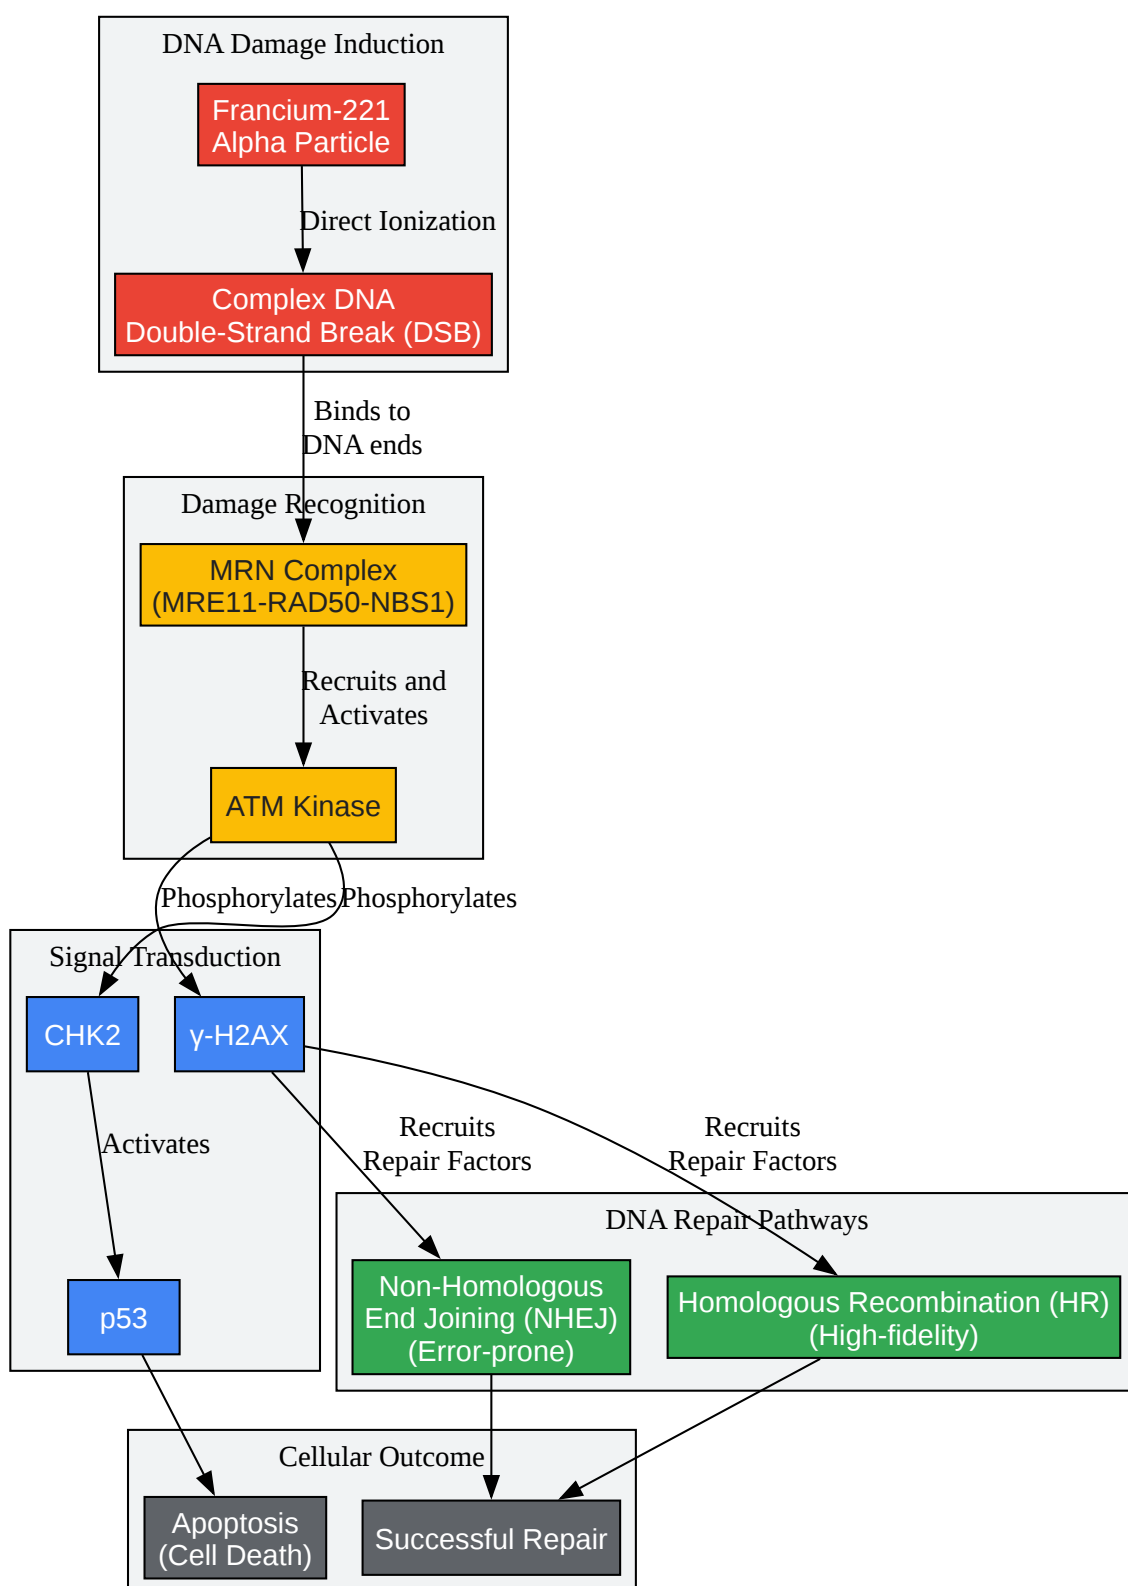 DNA Damage Induction
Francium-221
Alpha Particle
Direct Ionization
Complex DNA
Double-Strand Break (DSB)
Binds to
DNA ends
Damage Recognition
MRN Complex
(MRE11-RAD50-NBS1)
Recruits and
Activates
ATM Kinase
Phosphorylates
Phosphorylates
Signal Transduction
CHK2
γ-H2AX
Activates
Recruits
Repair Factors
Recruits
Repair Factors
DNA Repair Pathways
p53
Non-Homologous
End Joining (NHEJ)
(Error-prone)
Homologous Recombination (HR)
(High-fidelity)
Cellular Outcome
Apoptosis
(Cell Death)
Successful Repair